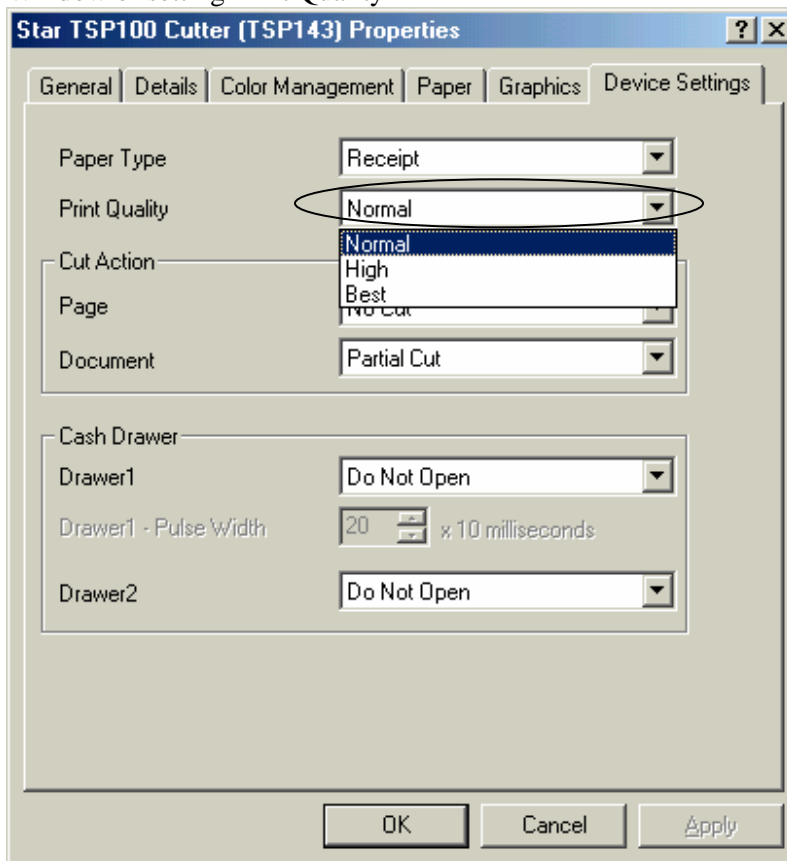 Star TSP100 Cutter (TSP143) Properties ? ×
General Details Color Management Paper Graphics Device Settings
Paper Type Receipt
Print Quality Normal
Normal
High
Best
Cut Action
Page No Cut
Document Partial Cut
Cash Drawer
Drawer1 Do Not Open
Drawer1 - Pulse Width 20 x 10 milliseconds
Drawer2 Do Not Open
OK Cancel Apply